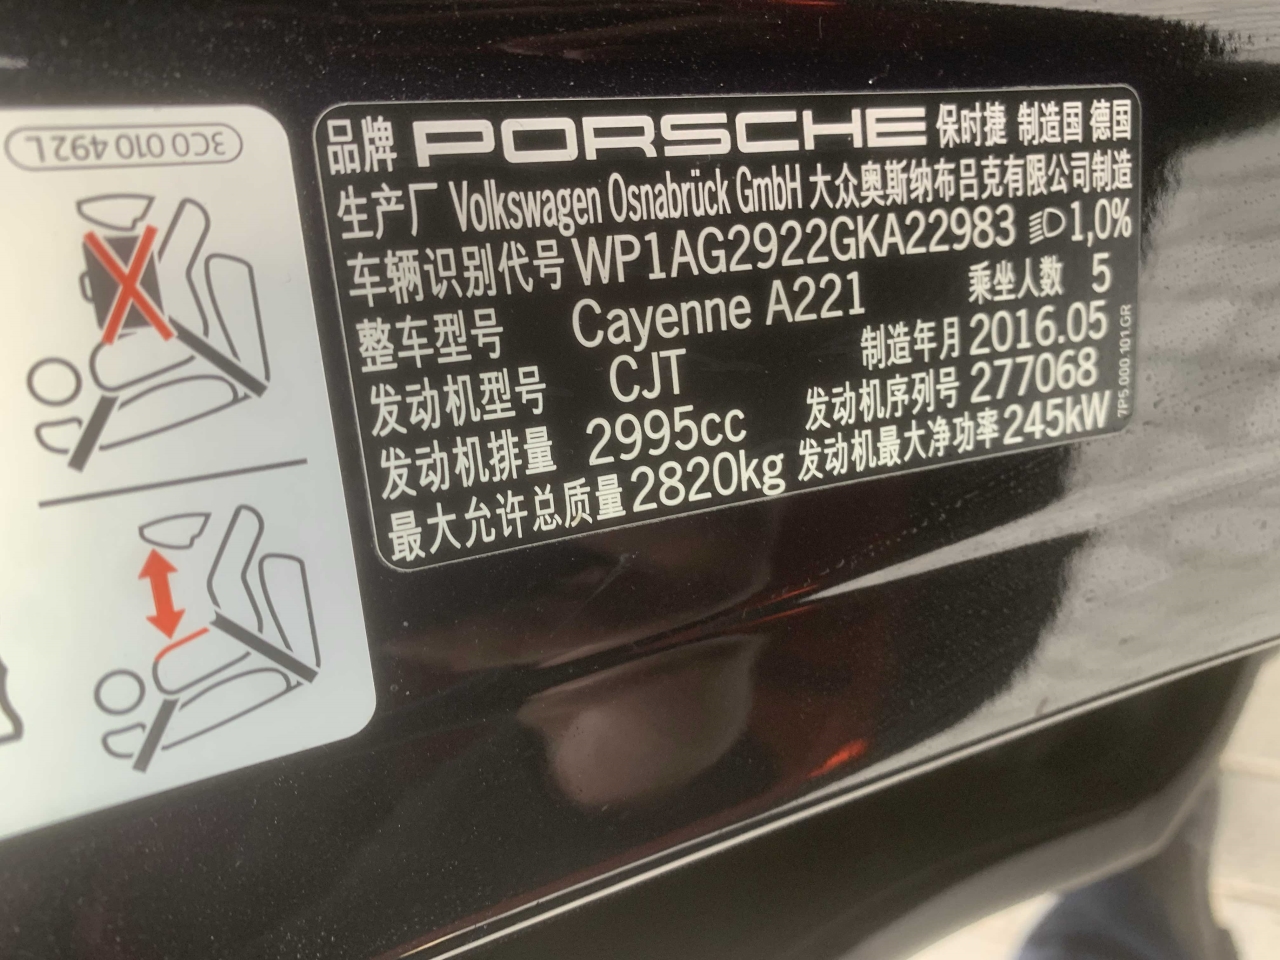 3C0 010 492 L
品牌 PORSCHE 保时捷 制造国 德国
生产厂 Volkswagen Osnabrück GmbH 大众奥斯纳布吕克有限公司制造
车辆识别代号 WP1AG2922GKA22983 1,0%
整车型号 Cayenne A221 乘坐人数 5
发动机型号 CJT 制造年月 2016.05
发动机排量 2995cc 发动机序列号 277068
最大允许总质量 2820kg 发动机最大净功率 245kW
7P5.000.101.GR